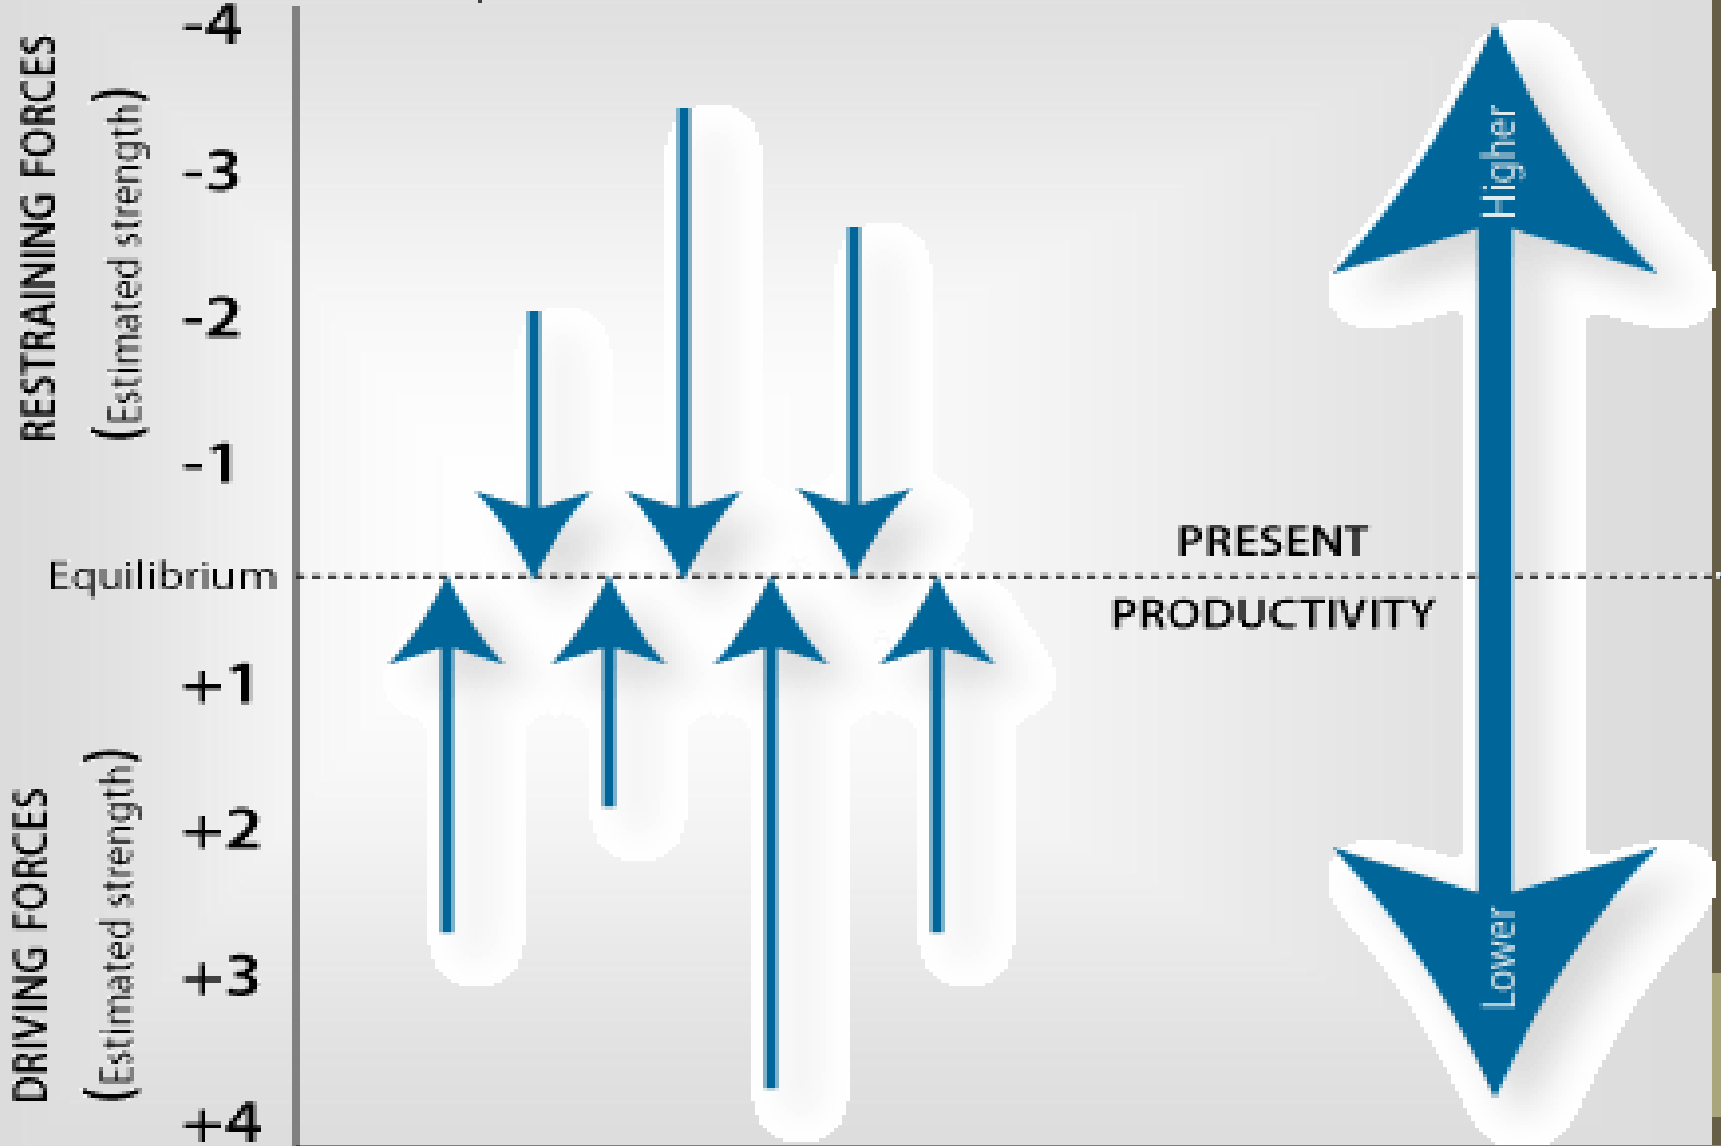 RESTRAINING FORCES
(Estimated strength)
-4
-3
-2
-1
Equilibrium
+1
+2
+3
+4
DRIVING FORCES
(Estimated strength)
PRESENT
PRODUCTIVITY
Higher
Lower